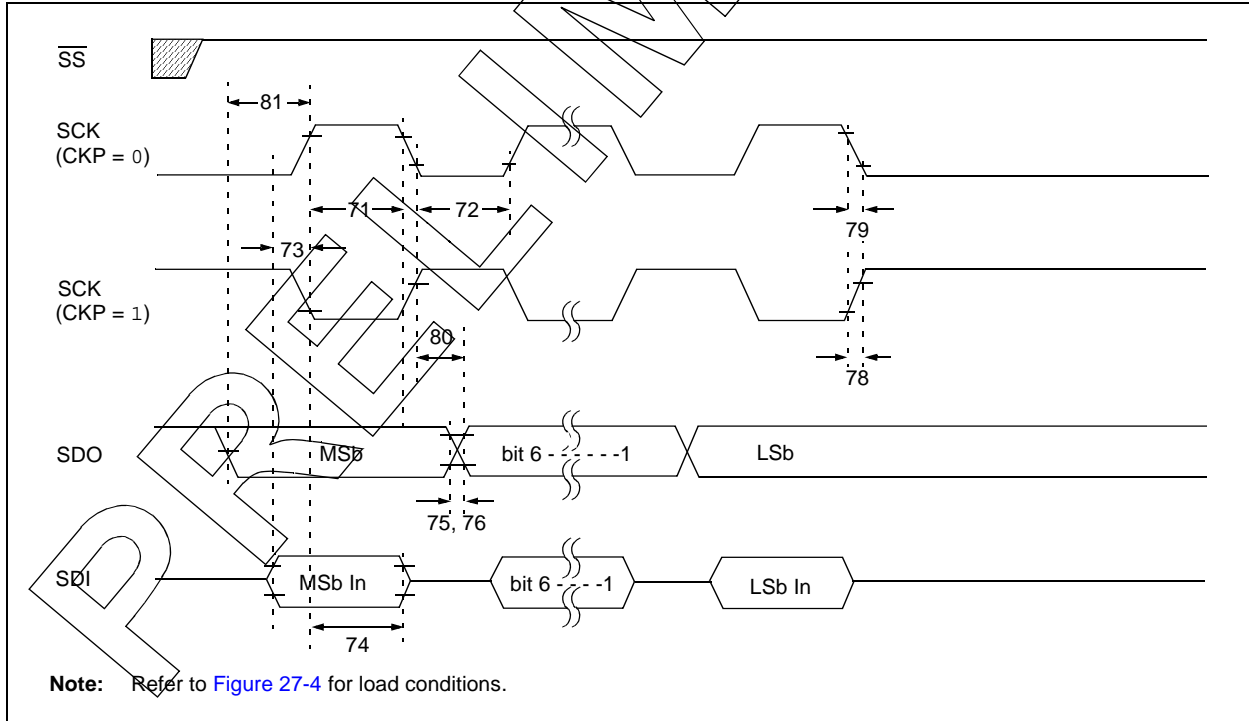 SS
81
SCK
(CKP = 0)
71
72
73
79
SCK
(CKP = 1)
80
78
SDO
MSb
bit 6 - - - - - -1
LSb
75, 76
SDI
MSb In
bit 6 - - - -1
LSb In
74
Note: Refer to Figure 27-4 for load conditions.
PRELIM